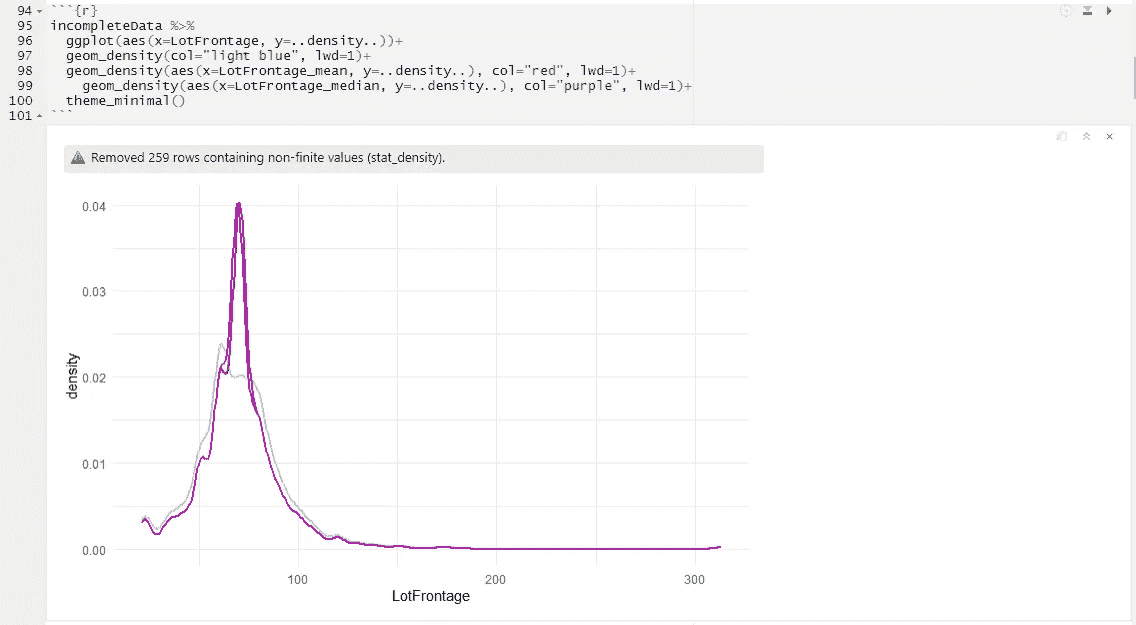 94 ```{r}
95 incompleteData %>%
96   ggplot(aes(x=LotFrontage, y=..density..))+
97   geom_density(col="light blue", lwd=1)+
98   geom_density(aes(x=LotFrontage_mean, y=..density..), col="red", lwd=1)+
99     geom_density(aes(x=LotFrontage_median, y=..density..), col="purple", lwd=1)+
100   theme_minimal()
101 ```
Removed 259 rows containing non-finite values (stat_density).
0.04
0.03
density
0.02
0.01
0.00
100 200 300
LotFrontage